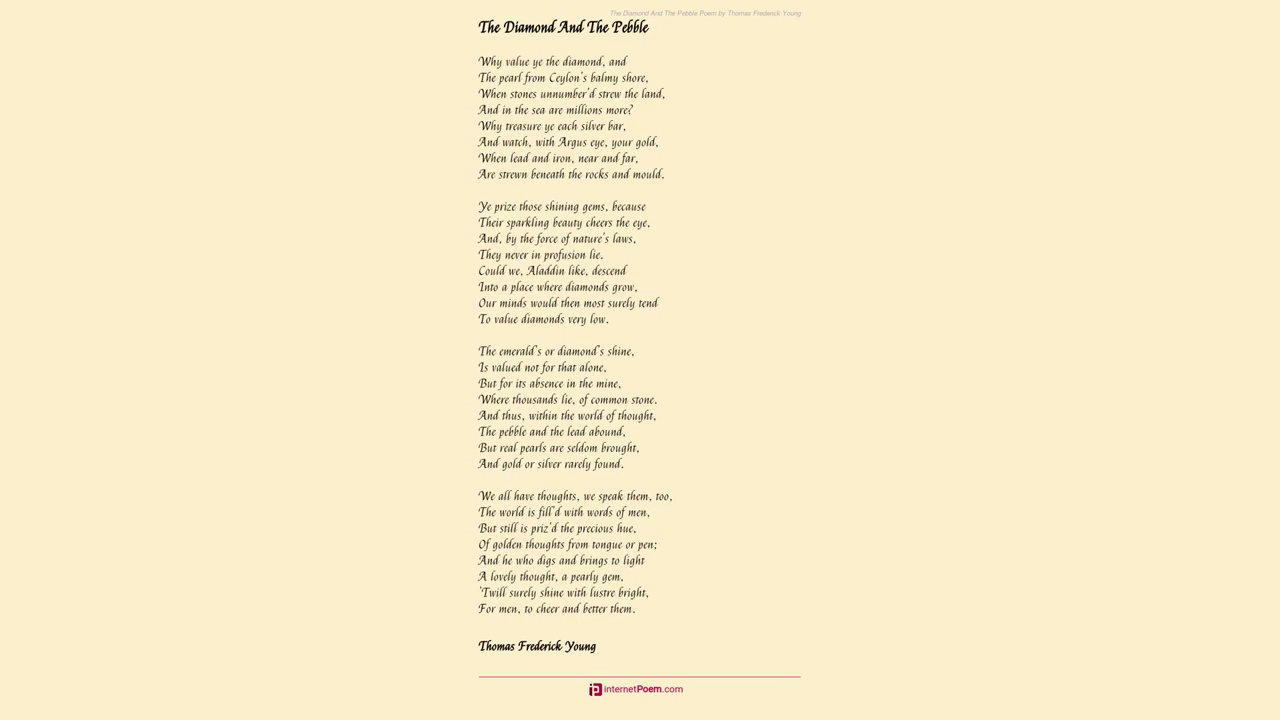 The Diamond And The Pebble Poem by Thomas Frederick Young
The Diamond And The Pebble
Why value ye the diamond, and
The pearl from Ceylon's balmy shore,
When stones unnumber'd strew the land,
And in the sea are millions more?
Why treasure ye each silver bar,
And watch, with Argus eye, your gold,
When lead and iron, near and far,
Are strewn beneath the rocks and mould.
Ye prize those shining gems, because
Their sparkling beauty cheers the eye,
And, by the force of nature's laws,
They never in profusion lie.
Could we, Aladdin like, descend
Into a place where diamonds grow,
Our minds would then most surely tend
To value diamonds very low.
The emerald's or diamond's shine,
Is valued not for that alone,
But for its absence in the mine,
Where thousands lie, of common stone.
And thus, within the world of thought,
The pebble and the lead abound,
But real pearls are seldom brought,
And gold or silver rarely found.
We all have thoughts, we speak them, too,
The world is fill'd with words of men,
But still is priz'd the precious hue,
Of golden thoughts from tongue or pen;
And he who digs and brings to light
A lovely thought, a pearly gem,
'Twill surely shine with lustre bright,
For men, to cheer and better them.
Thomas Frederick Young
internetPoem.com